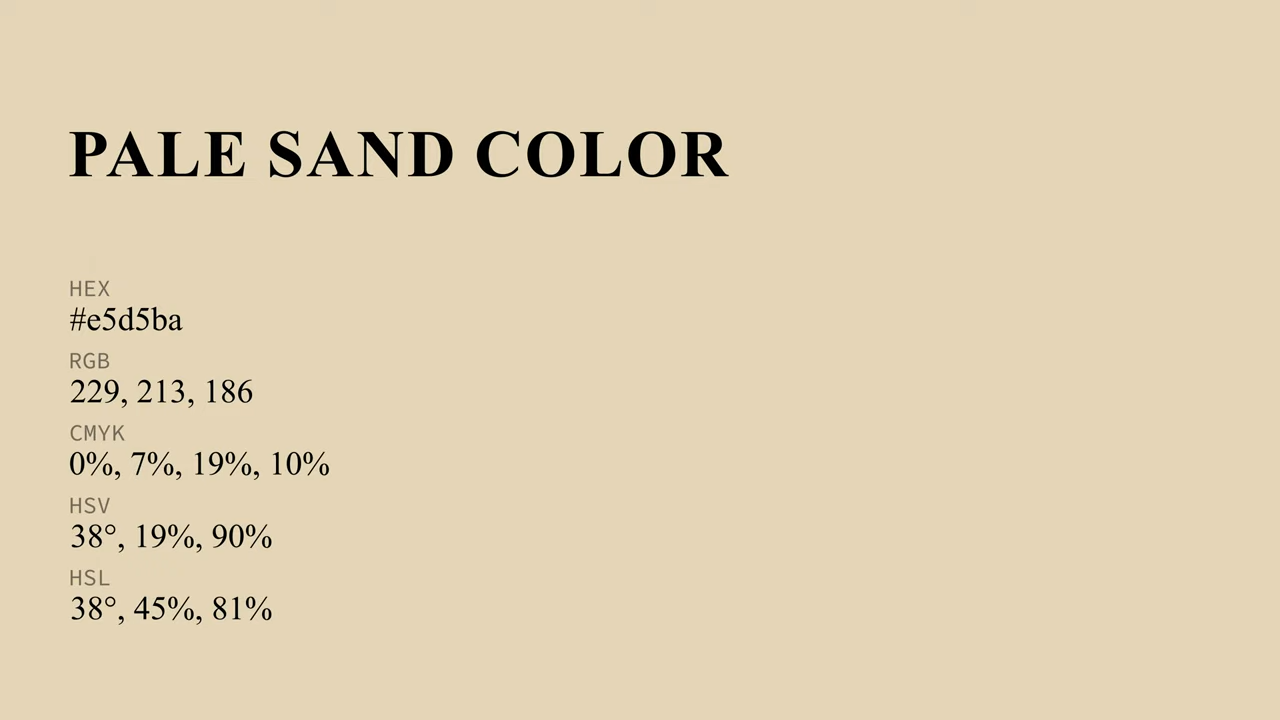 PALE SAND COLOR
HEX
#e5d5ba
RGB
229, 213, 186
CMYK
0%, 7%, 19%, 10%
HSV
38°, 19%, 90%
HSL
38°, 45%, 81%